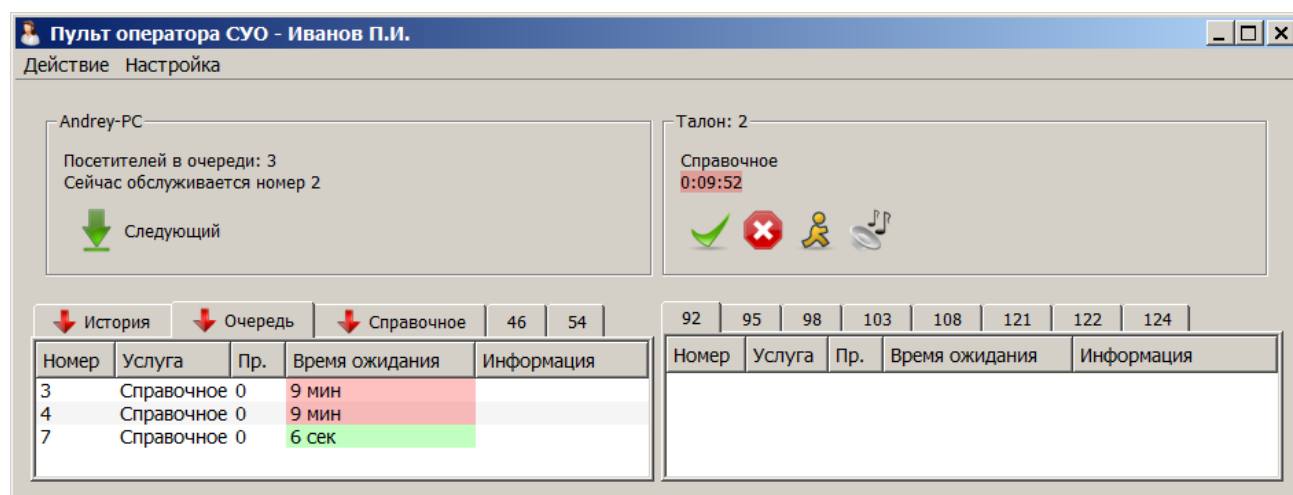 Пульт оператора СУО - Иванов П.И.
Действие Настройка
Andrey-PC
Посетителей в очереди: 3
Сейчас обслуживается номер 2
Следующий
Талон: 2
Справочное
0:09:52
История Очередь Справочное 46 54
Номер Услуга Пр. Время ожидания Информация
3 Справочное 0 9 мин
4 Справочное 0 9 мин
7 Справочное 0 6 сек
92 95 98 103 108 121 122 124
Номер Услуга Пр. Время ожидания Информация